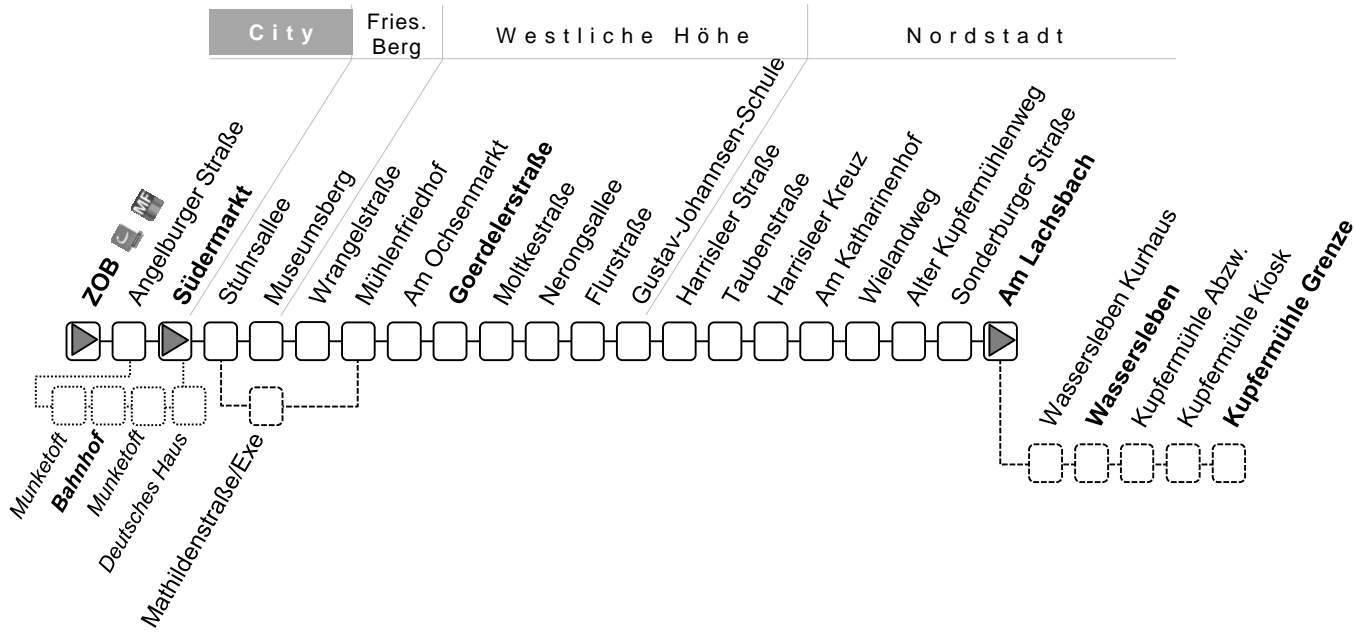 City
Fries.
Berg
Westliche Höhe
Nordstadt
ZOB
MF
Angelburger Straße
Südermarkt
Stuhrsallee
Museumsberg
Wrangelstraße
Mühlenfriedhof
Am Ochsenmarkt
Goerdelerstraße
Moltkestraße
Nerongsallee
Flurstraße
Gustav-Johannsen-Schule
Harrisleer Straße
Taubenstraße
Harrisleer Kreuz
Am Katharinenhof
Wielandweg
Alter Kupfermühlenweg
Sonderburger Straße
Am Lachsbach
Wassersleben Kurhaus
Wassersleben
Kupfermühle Abzw.
Kupfermühle Kiosk
Kupfermühle Grenze
Munketoft
Bahnhof
Munketoft
Deutsches Haus
Mathildenstraße/Exe